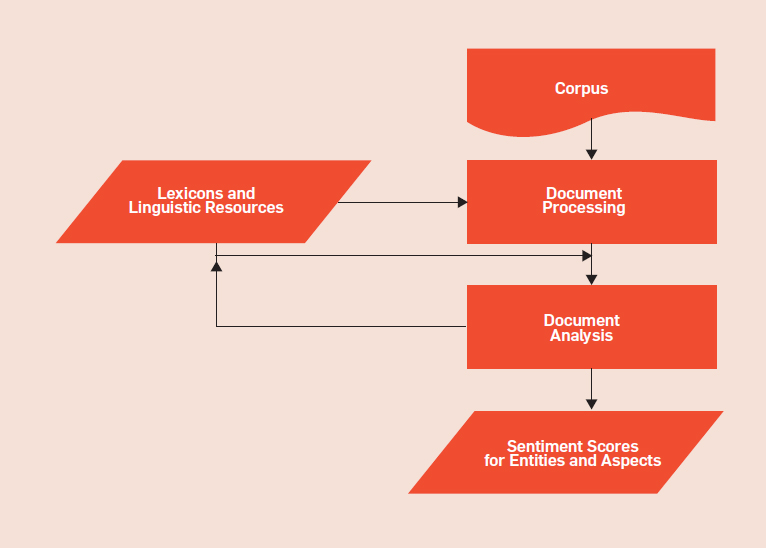 Corpus
Lexicons and
Linguistic Resources
Document
Processing
Document
Analysis
Sentiment Scores
for Entities and Aspects